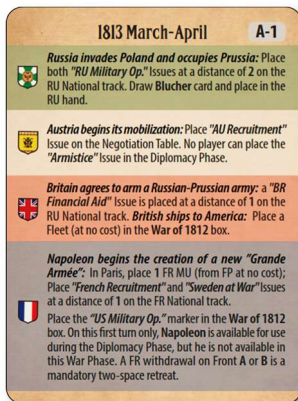 1813 March-April
A-1
Russia invades Poland and occupies Prussia: Place
both "RU Military Op." Issues at a distance of 2 on the
RU National track. Draw Blucher card and place in the
RU hand.
Austria begins its mobilization: Place "AU Recruitment"
Issue on the Negotiation Table. No player can place the
"Armistice" Issue in the Diplomacy Phase.
Britain agrees to arm a Russian-Prussian army: a "BR
Financial Aid" Issue is placed at a distance of 1 on the
RU National track. British ships to America: Place a
Fleet (at no cost) in the War of 1812 box.
Napoleon begins the creation of a new "Grande
Armée": In Paris, place 1 FR MU (from FP at no cost);
Place "French Recruitment" and "Sweden at War" Issues
at a distance of 1 on the FR National track.
Place the "US Military Op." marker in the War of 1812
box. On this first turn only, Napoleon is available for use
during the Diplomacy Phase, but he is not available in
this War Phase. A FR withdrawal on Front A or B is a
mandatory two-space retreat.